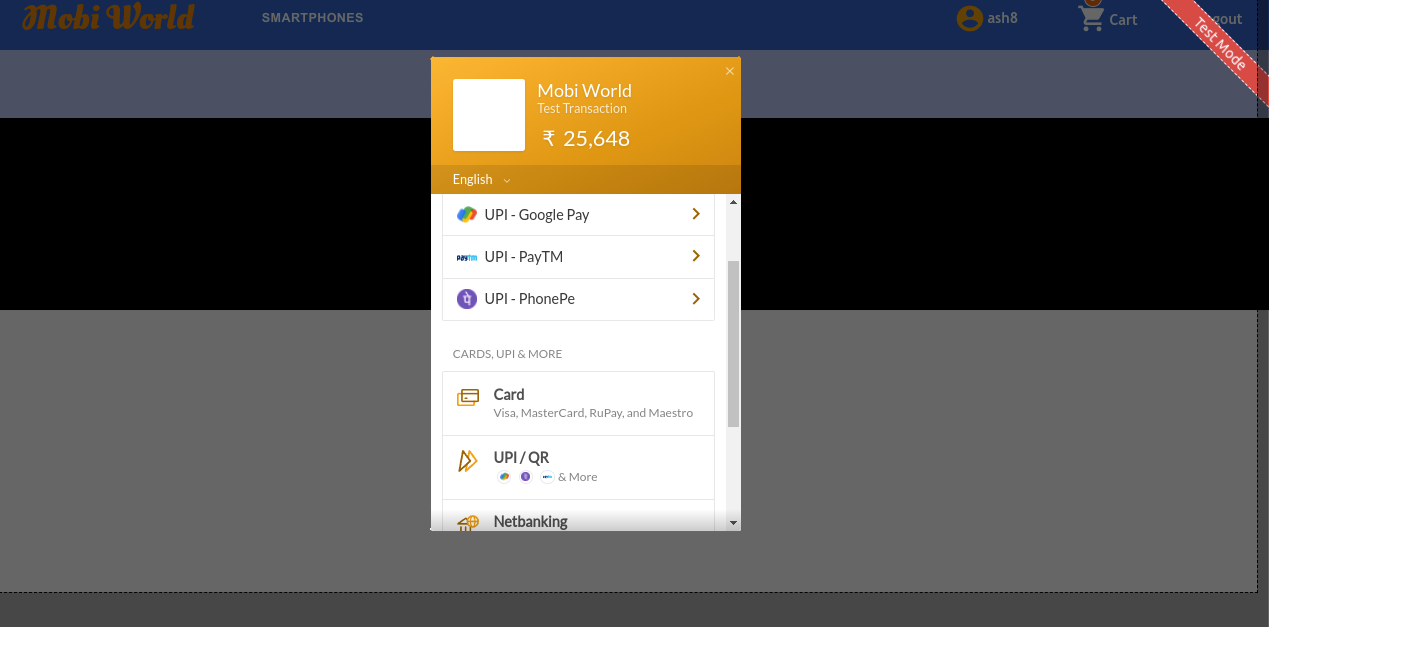 Mobi World
SMARTPHONES
ash8
Cart
gout
Test Mode
×
Mobi World
Test Transaction
₹ 25,648
English
UPI - Google Pay
UPI - PayTM
UPI - PhonePe
CARDS, UPI & MORE
Card
Visa, MasterCard, RuPay, and Maestro
UPI / QR
& More
Netbanking